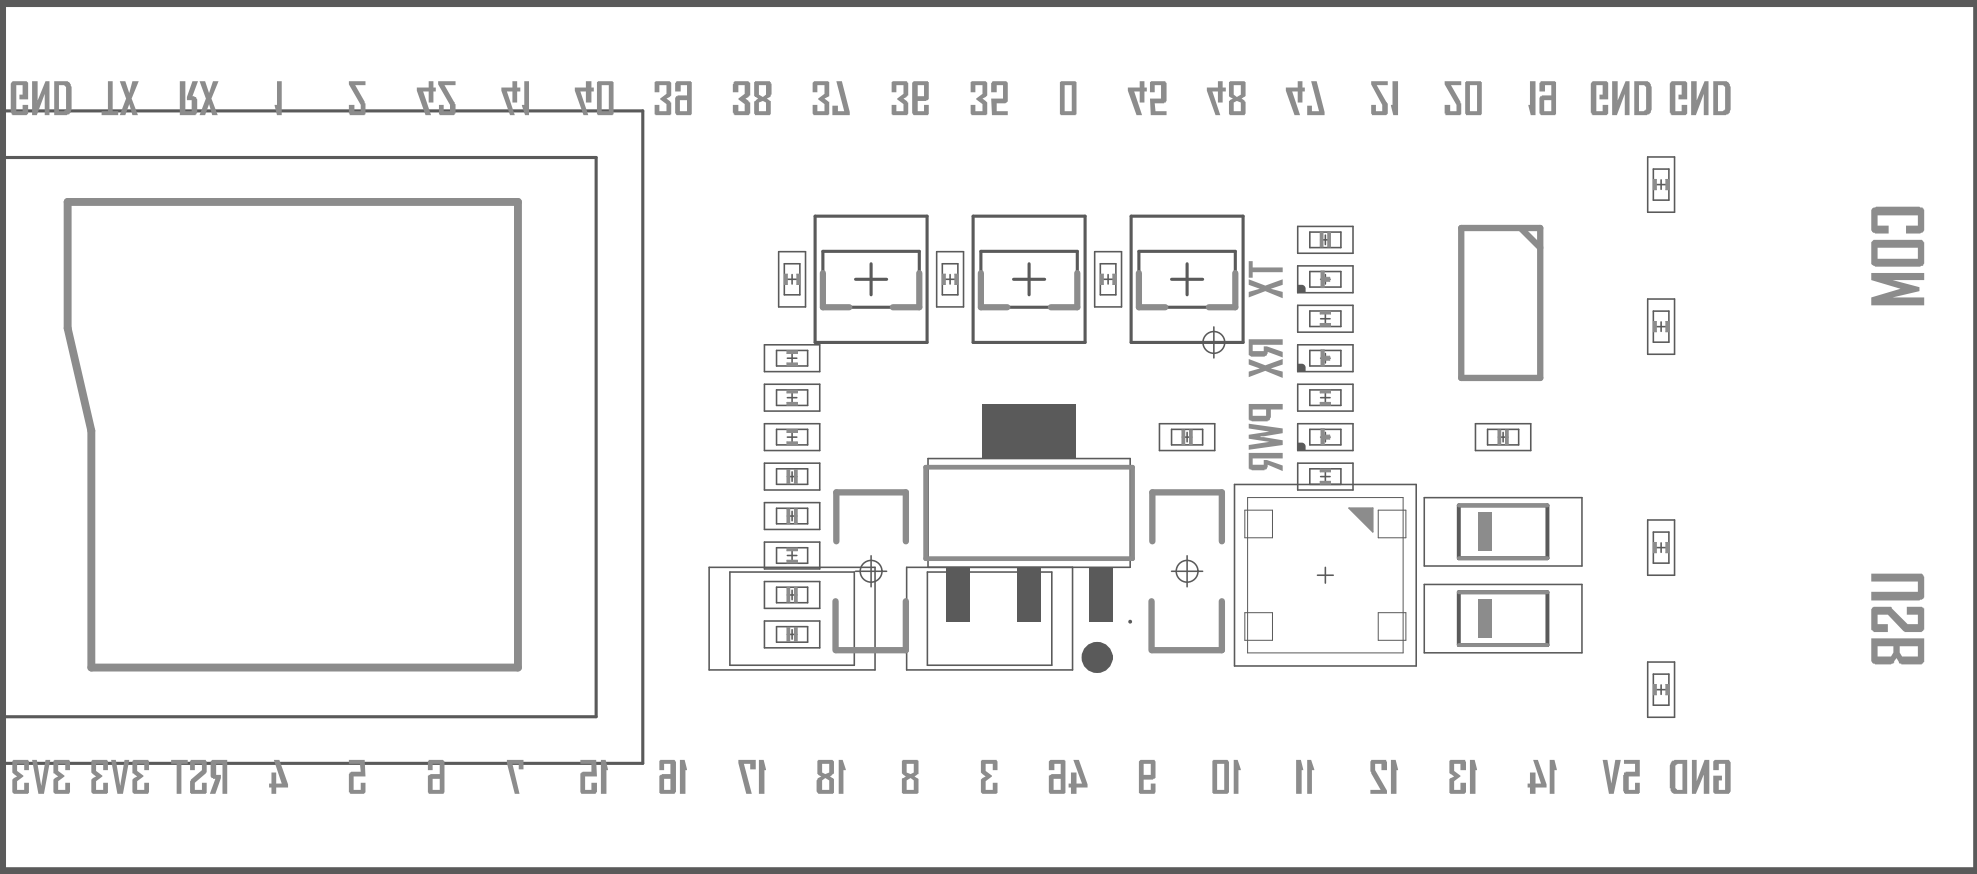 GND TX RX 1 2 42 41 40 39 38 37 36 35 0 45 48 47 21 20 19 GND GND
TX
RX
PWR
COM
USB
3V3 3V3 RST 4 5 6 7 15 16 17 18 8 3 46 9 10 11 12 13 14 5V GND